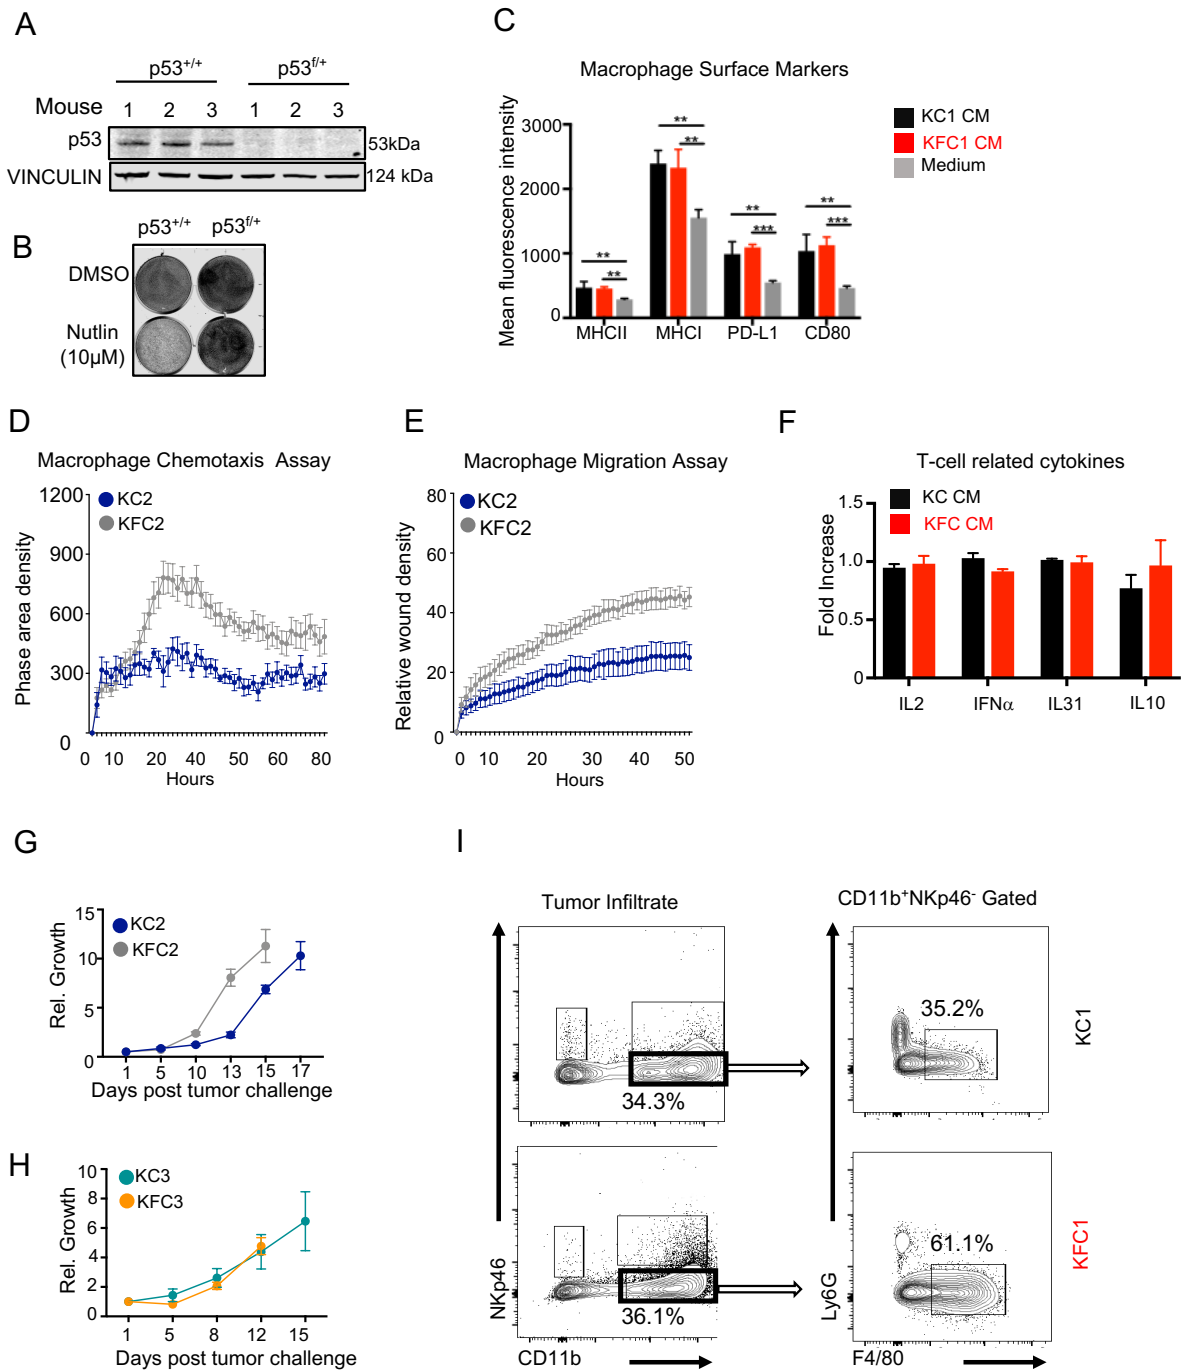 A
p53+/+ p53f/+
Mouse 1 2 3 1 2 3
p53 53kDa
VINCULIN 124 kDa
B
p53+/+ p53f/+
DMSO
Nutlin
(10µM)
C
Macrophage Surface Markers
KC1 CM
KFC1 CM
Medium
Mean fluorescence intensity
3000
2000
1000
0
** ** ** ** ** *** ** ***
MHCII MHCI PD-L1 CD80
D
Macrophage Chemotaxis Assay
KC2
KFC2
Phase area density
1200
900
600
300
0
0 10 20 40 60 80
Hours
E
Macrophage Migration Assay
KC2
KFC2
Relative wound density
80
60
40
20
0
0 10 20 30 40 50
Hours
F
T-cell related cytokines
KC CM
KFC CM
Fold Increase
1.5
1.0
0.5
0
IL2 IFNα IL31 IL10
G
KC2
KFC2
Rel. Growth
15
10
5
0
1 5 10 13 15 17
Days post tumor challenge
H
KC3
KFC3
Rel. Growth
10
8
6
4
2
0
1 5 8 12 15
Days post tumor challenge
I
Tumor Infiltrate
CD11b+NKp46- Gated
34.3%
35.2%
KC1
36.1%
61.1%
KFC1
NKp46
CD11b
Ly6G
F4/80